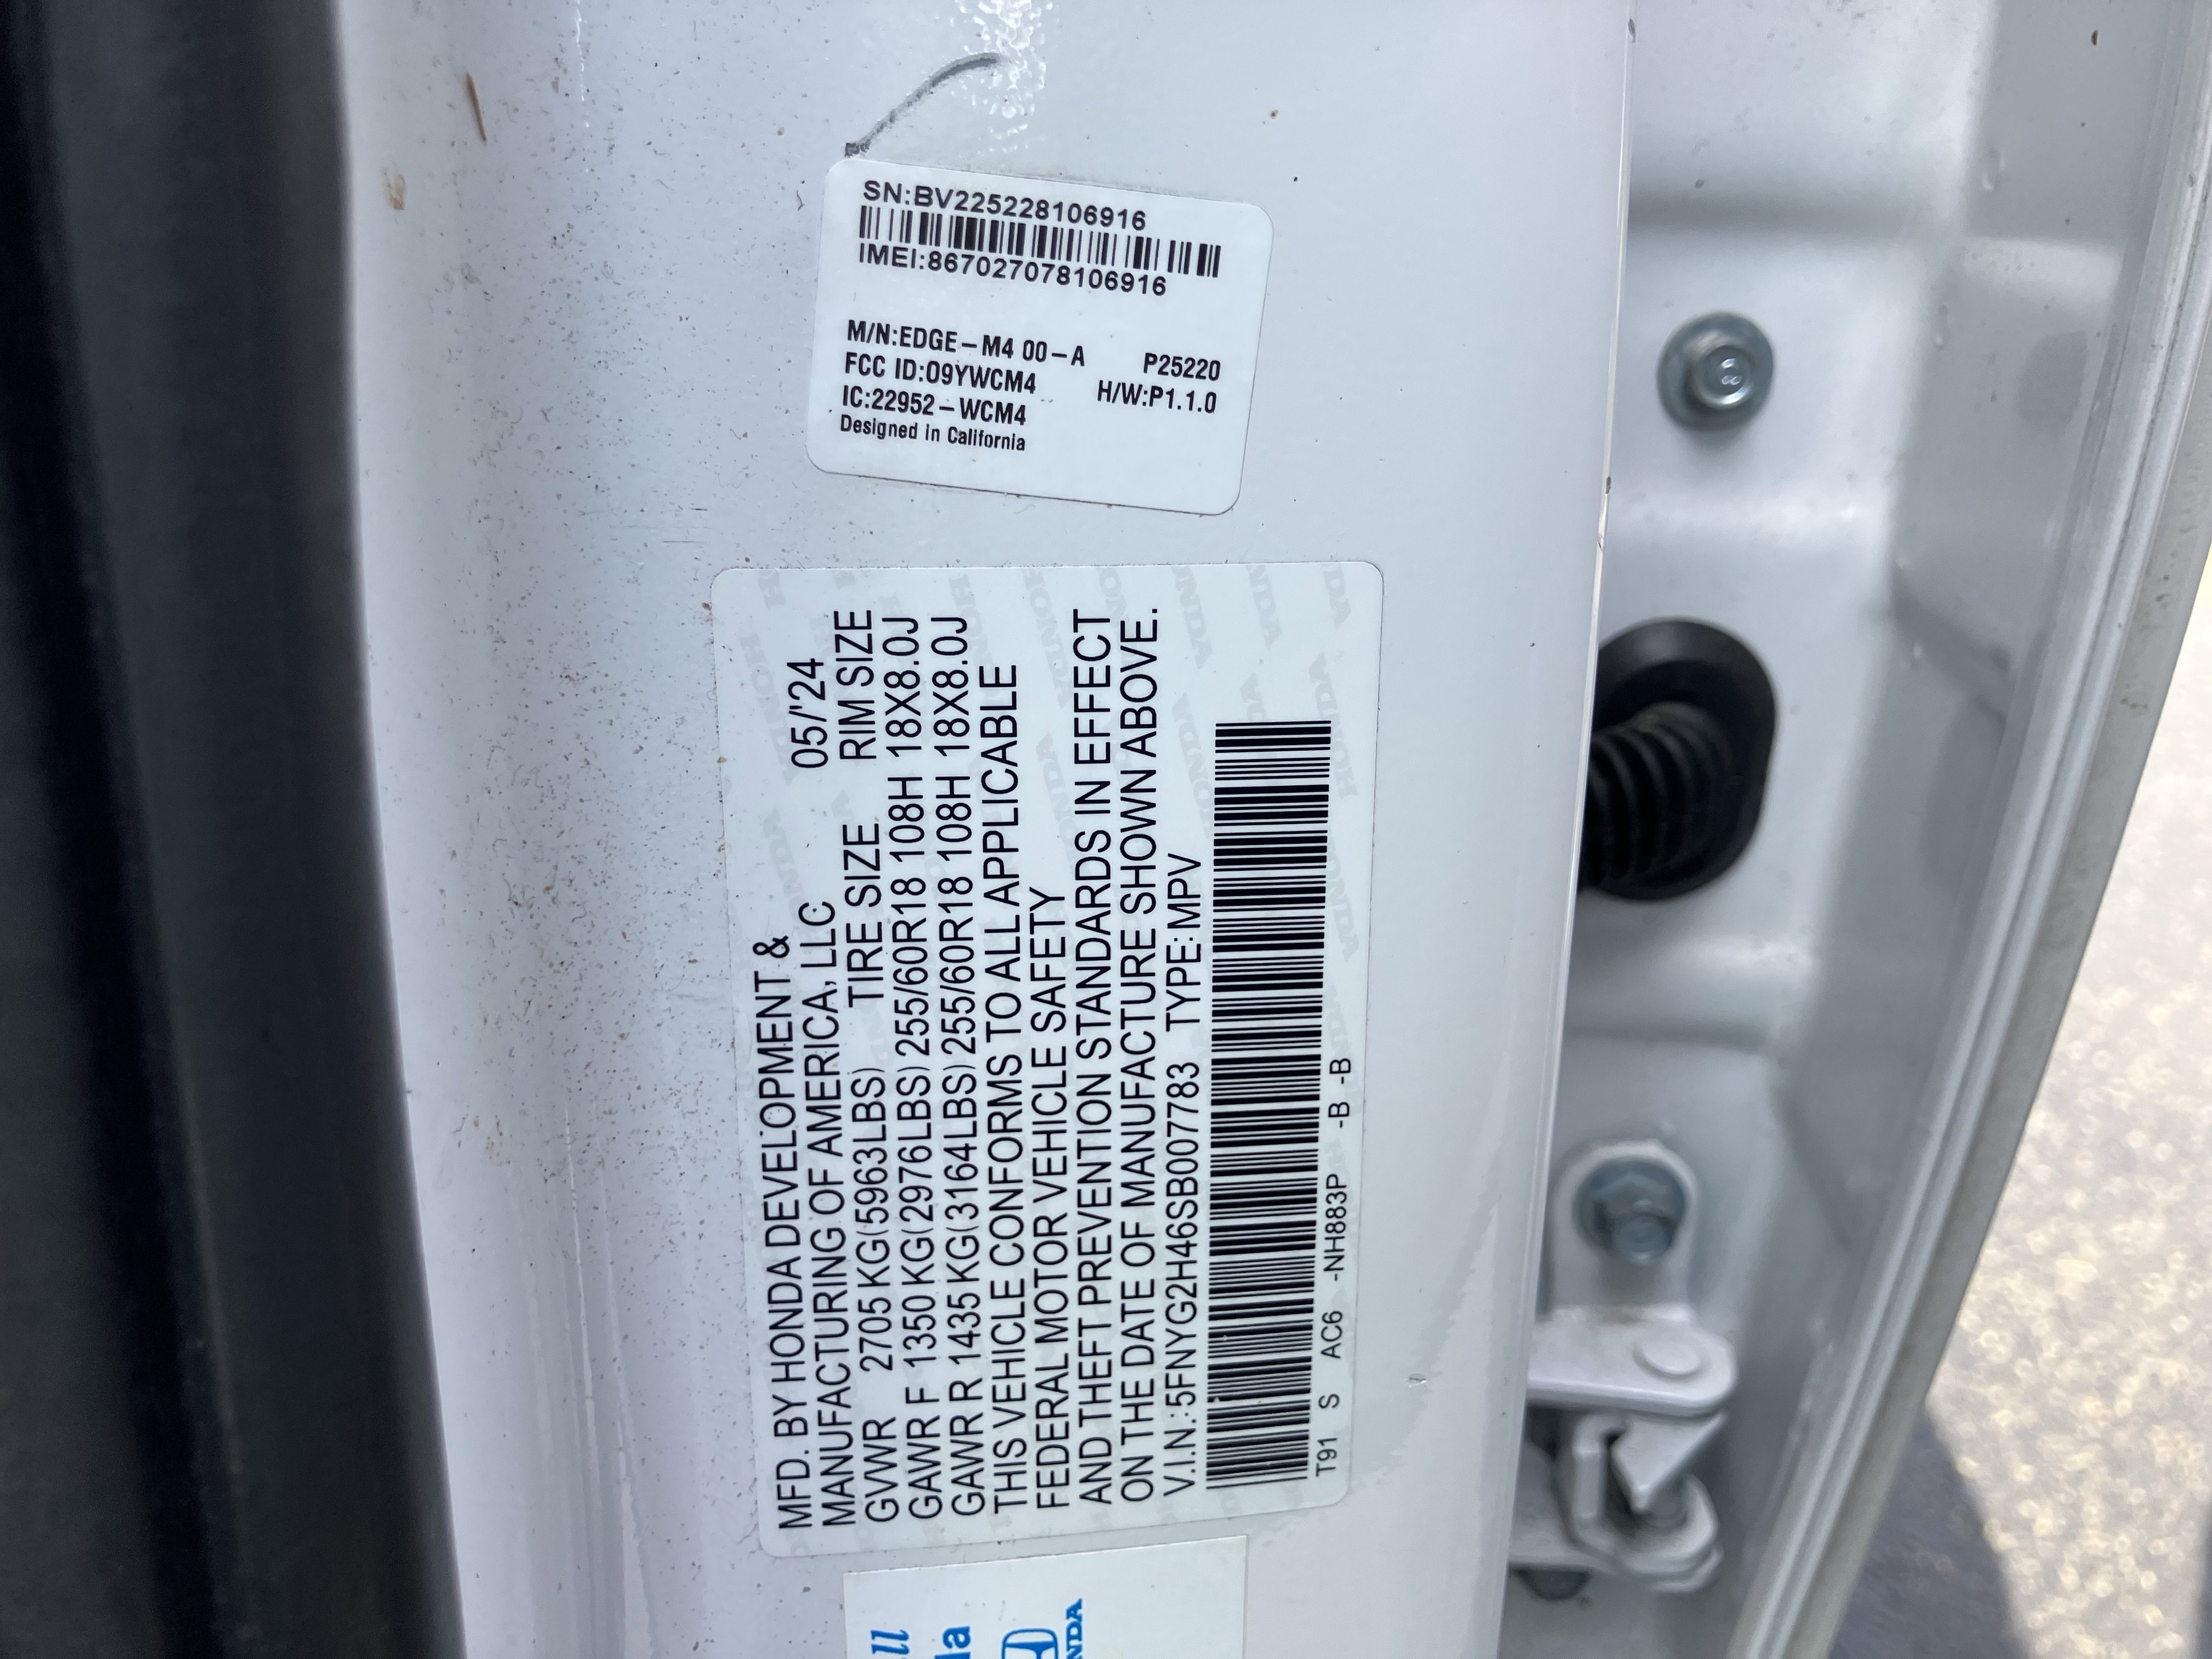 SN:BV225228106916
IMEI:867027078106916
M/N:EDGE-M4 00-A P25220
FCC ID:09YWCM4 H/W:P1.1.0
IC:22952-WCM4
Designed in California
MFD. BY HONDA DEVELOPMENT &
MANUFACTURING OF AMERICA, LLC 05/'24
GVWR 2705 KG(5963LBS) TIRE SIZE RIM SIZE
GAWR F 1350 KG(2976LBS) 255/60R18 108H 18X8.0J
GAWR R 1435 KG(3164LBS) 255/60R18 108H 18X8.0J
THIS VEHICLE CONFORMS TO ALL APPLICABLE
FEDERAL MOTOR VEHICLE SAFETY
AND THEFT PREVENTION STANDARDS IN EFFECT
ON THE DATE OF MANUFACTURE SHOWN ABOVE.
V.I.N.:5FNYG2H46SB007783 TYPE:MPV
T91 S AC6 -NH883P -B -B